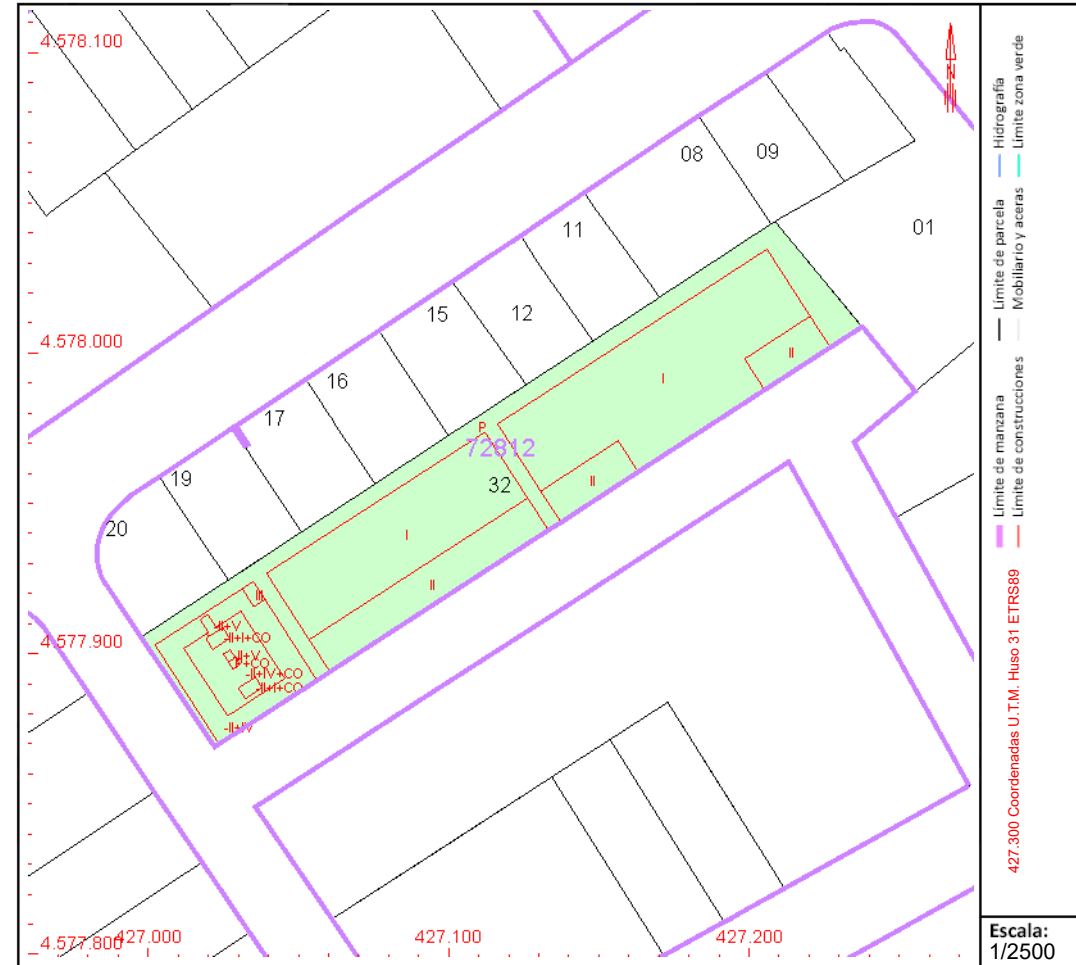 4.578.100
N
08
09
01
11
15
12
4.578.000
16
I
II
17
P
72812
19
32
II
20
I
II
III
-II+V
-II+I+CO
4.577.900
-II+V
-II+IV+CO
-II+I+CO
-II+IV
4.577.800
427.000
427.100
427.200
Límite de manzana
Límite de parcela
Hidrografía
427.300 Coordenadas U.T.M. Huso 31 ETRS89
Límite de construcciones
Mobiliario y aceras
Límite zona verde
Escala:
1/2500